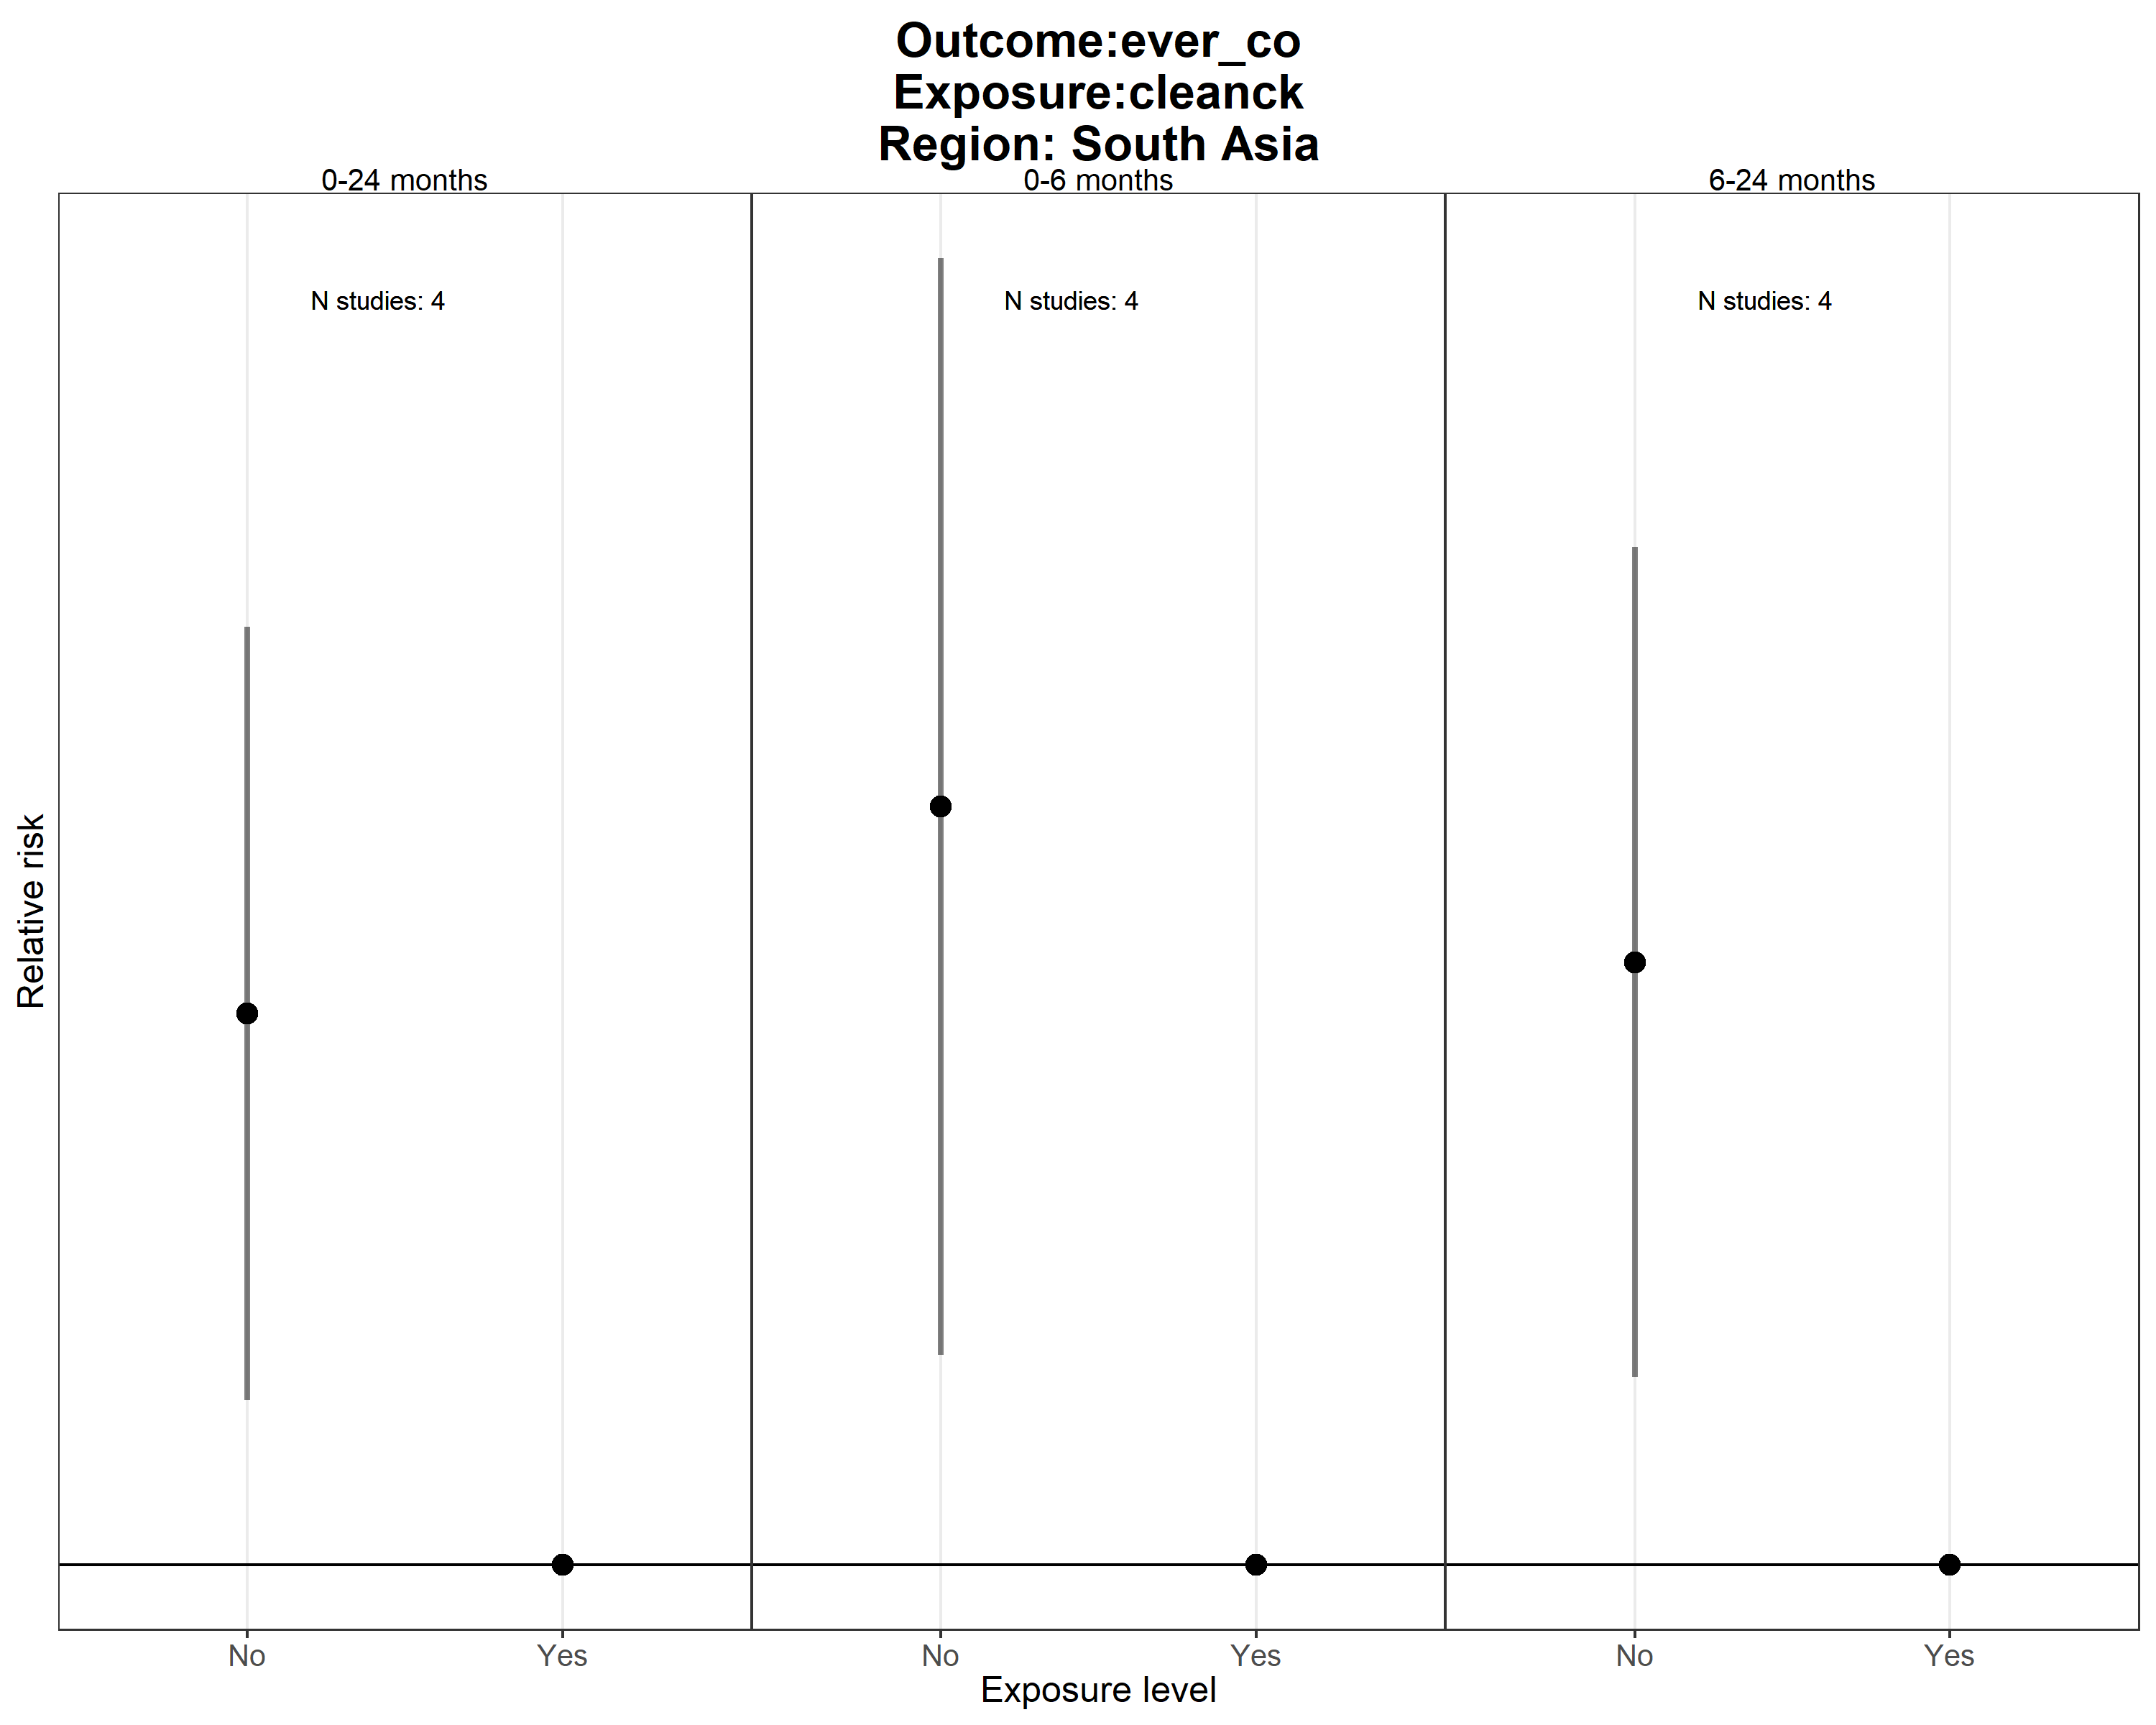 Outcome:ever_co
Exposure:cleanck
Region: South Asia
0-24 months
0-6 months
6-24 months
N studies: 4
N studies: 4
N studies: 4
Relative risk
No
Yes
No
Yes
No
Yes
Exposure level